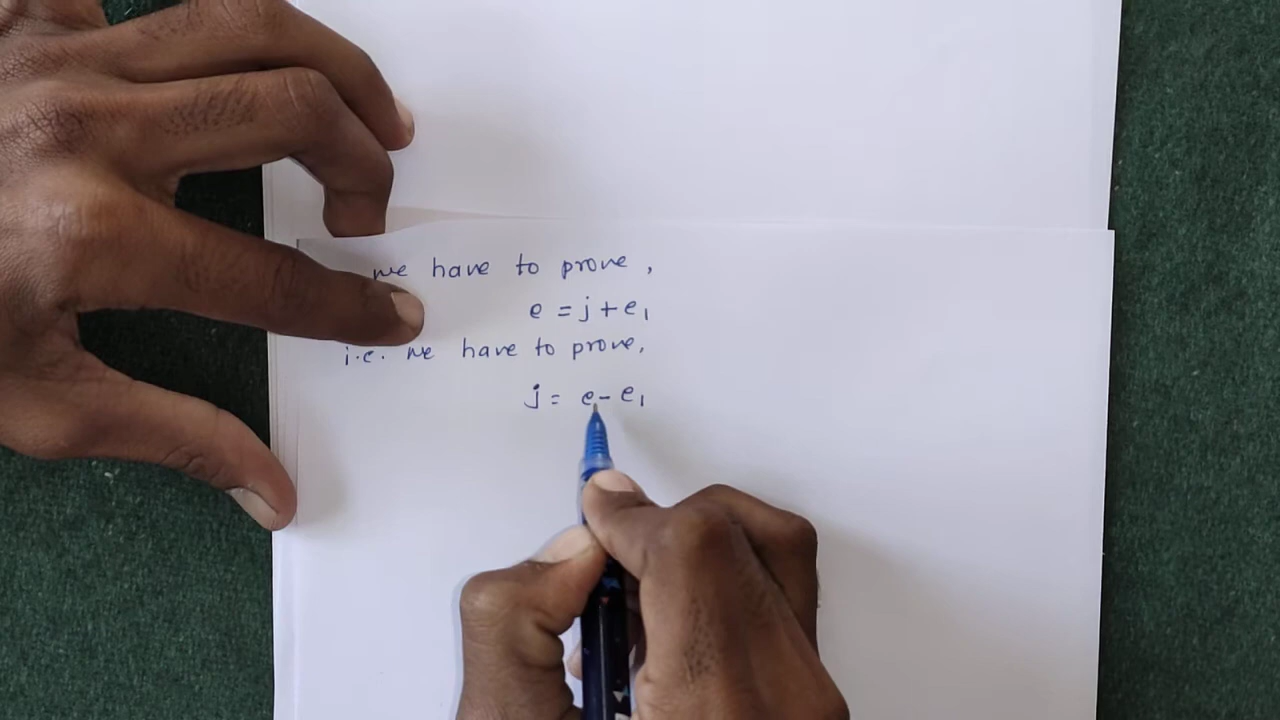 we have to prove,
e = j + e₁
i.e. we have to prove,
j = e - e₁